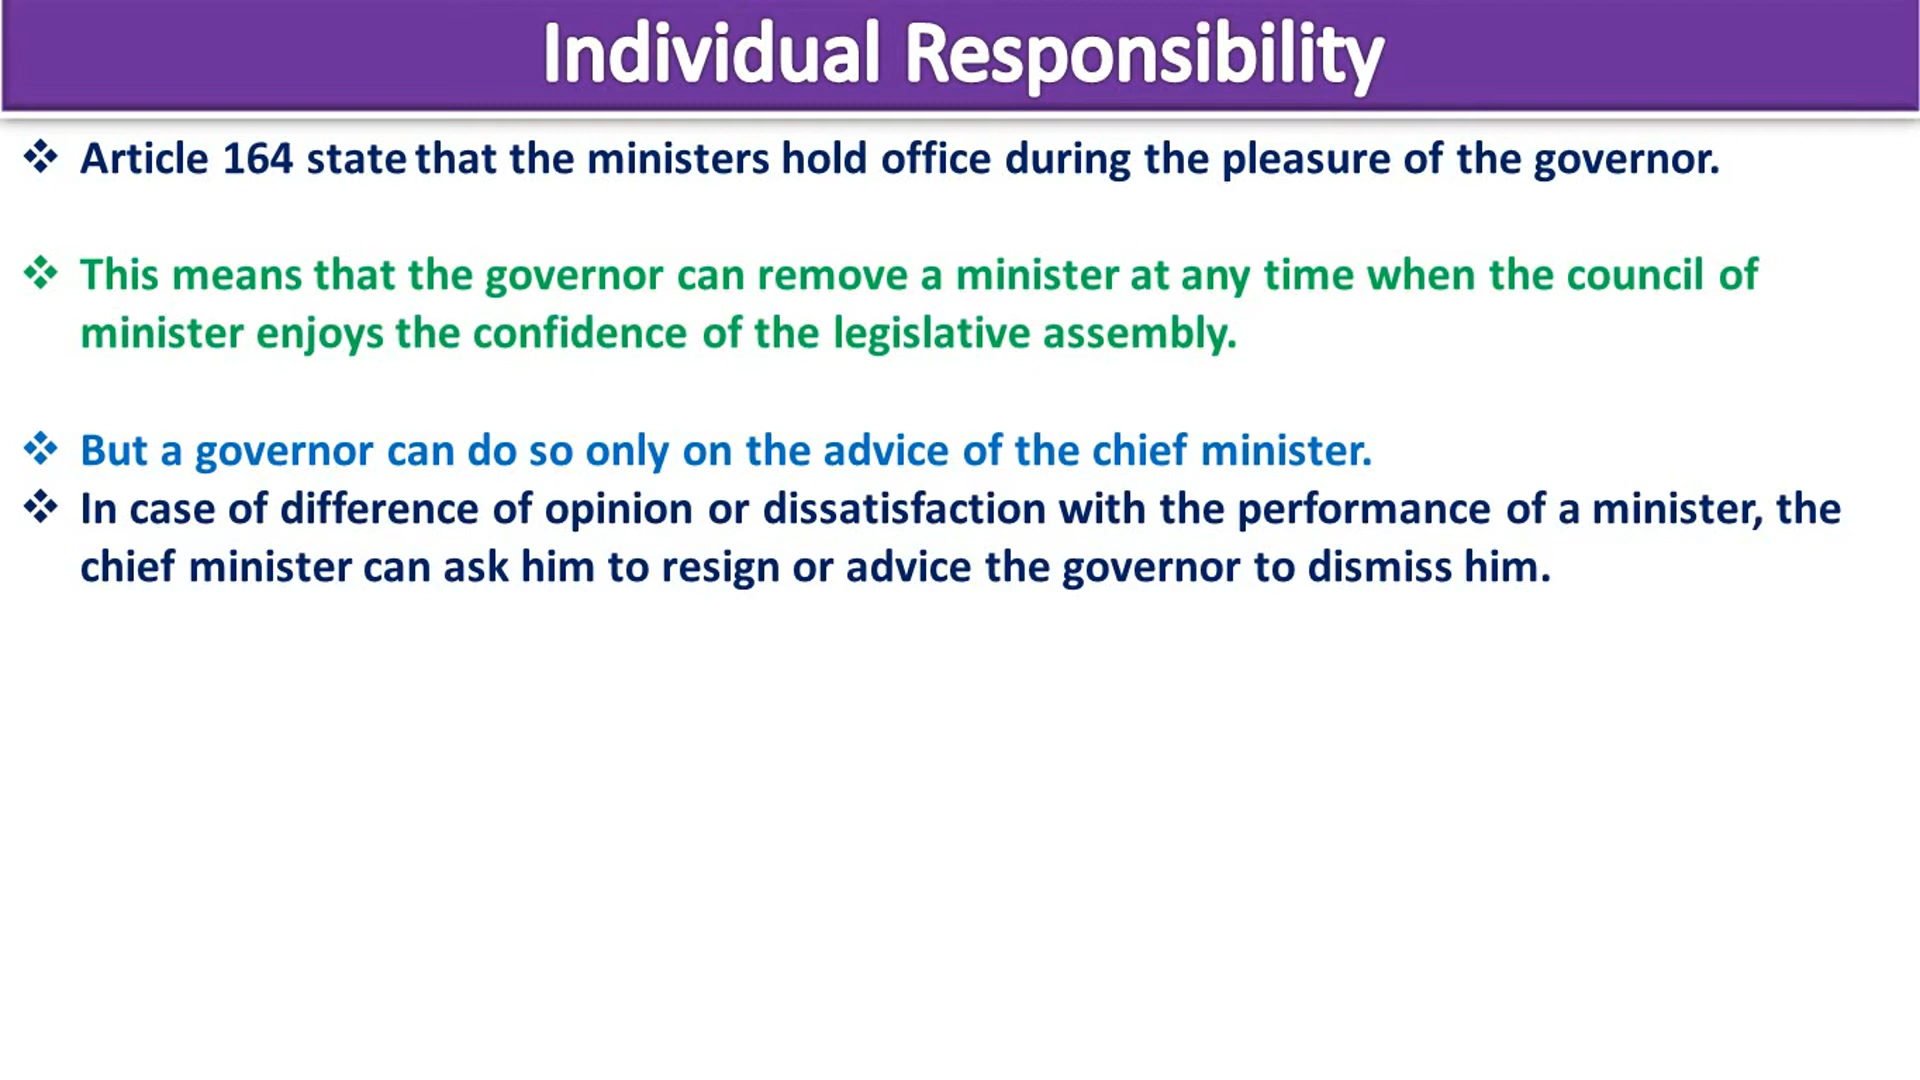 Individual Responsibility
❖ Article 164 state that the ministers hold office during the pleasure of the governor.
❖ This means that the governor can remove a minister at any time when the council of
minister enjoys the confidence of the legislative assembly.
❖ But a governor can do so only on the advice of the chief minister.
❖ In case of difference of opinion or dissatisfaction with the performance of a minister, the
chief minister can ask him to resign or advice the governor to dismiss him.